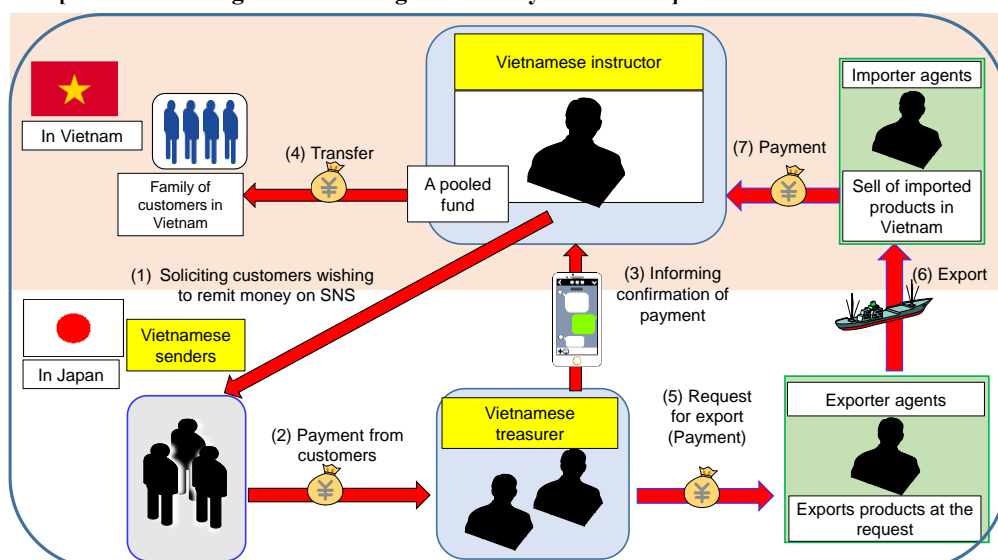 Vietnamese instructor
Importer agents
In Vietnam
(4) Transfer
(7) Payment
Family of
customers in
Vietnam
A pooled
fund
Sell of imported
products in
Vietnam
(1) Soliciting customers wishing
to remit money on SNS
(3) Informing
confirmation of
payment
(6) Export
Vietnamese
senders
In Japan
(2) Payment from
customers
Vietnamese
treasurer
(5) Request
for export
(Payment)
Exporter agents
Exports products at the
request